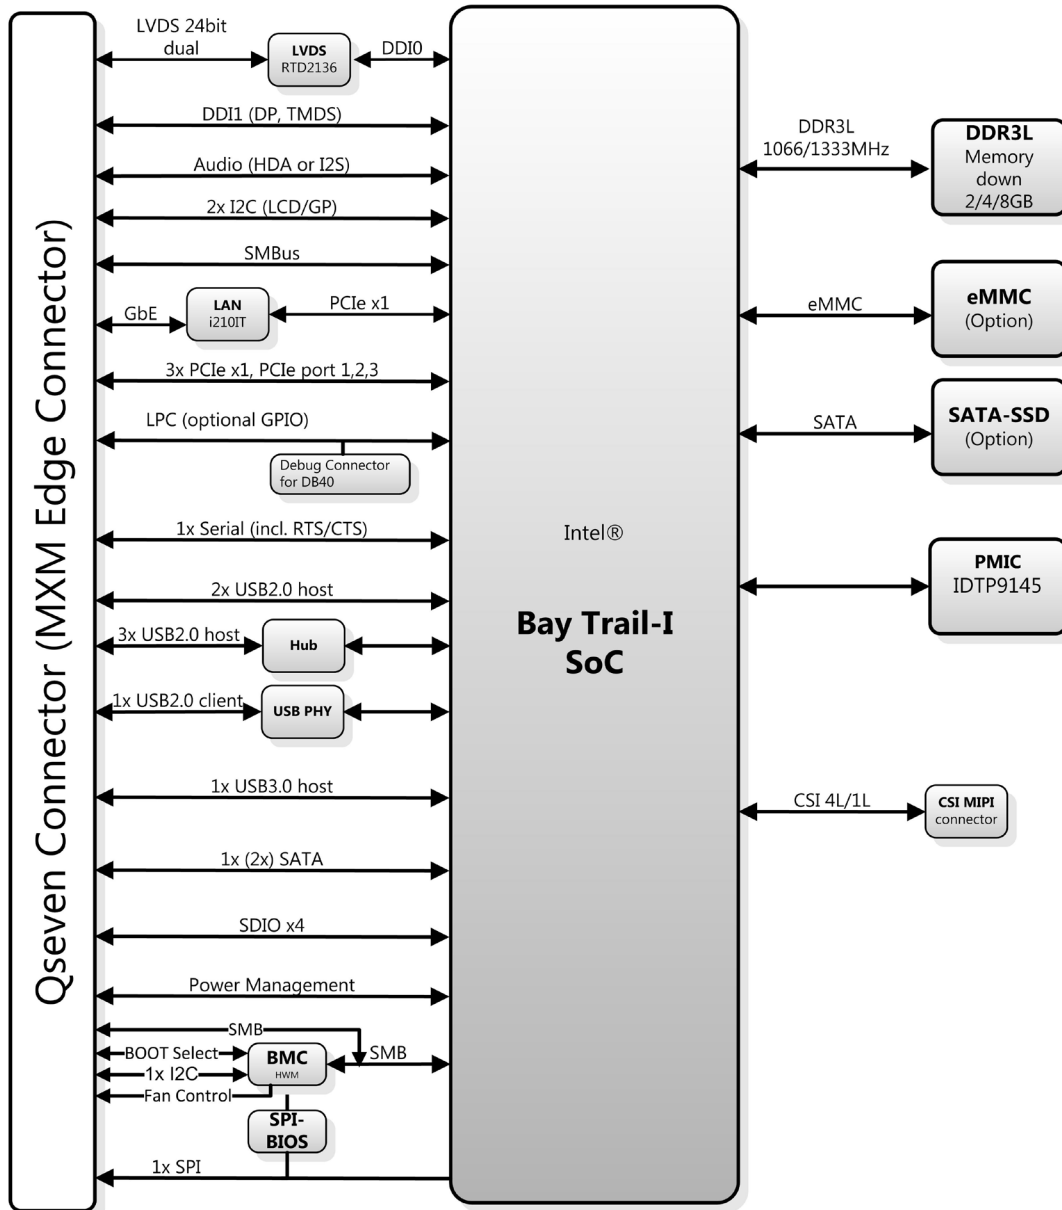 Qseven Connector (MXM Edge Connector)
LVDS 24bit
dual
LVDS
RTD2136
DDI0
DDI1 (DP, TMDS)
Audio (HDA or I2S)
2x I2C (LCD/GP)
SMBus
GbE
LAN
i210IT
PCIe x1
3x PCIe x1, PCIe port 1,2,3
LPC (optional GPIO)
Debug Connector
for DB40
1x Serial (incl. RTS/CTS)
2x USB2.0 host
3x USB2.0 host
Hub
1x USB2.0 client
USB PHY
1x USB3.0 host
1x (2x) SATA
SDIO x4
Power Management
SMB
BOOT Select
1x I2C
Fan Control
BMC
HWM
SMB
SPI-
BIOS
1x SPI
Intel®
Bay Trail-I
SoC
DDR3L
1066/1333MHz
DDR3L
Memory
down
2/4/8GB
eMMC
eMMC
(Option)
SATA
SATA-SSD
(Option)
PMIC
IDTP9145
CSI 4L/1L
CSI MIPI
connector